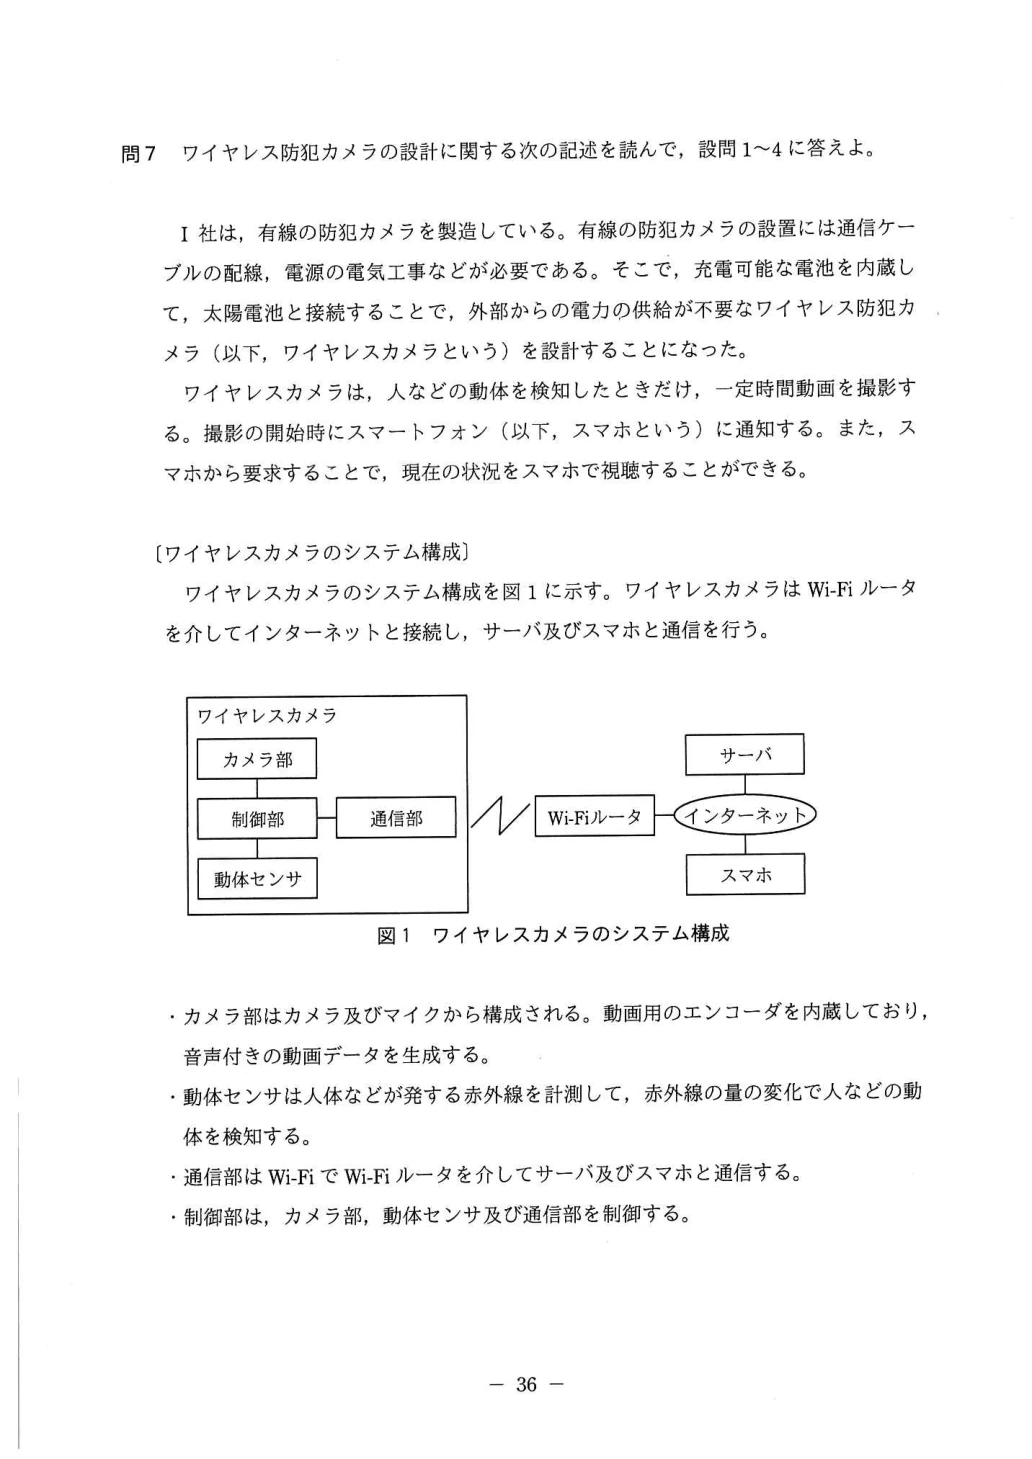 問7　ワイヤレス防犯カメラの設計に関する次の記述を読んで，設問1〜4に答えよ。
I 社は，有線の防犯カメラを製造している。有線の防犯カメラの設置には通信ケー
ブルの配線，電源の電気工事などが必要である。そこで，充電可能な電池を内蔵し
て，太陽電池と接続することで，外部からの電力の供給が不要なワイヤレス防犯カ
メラ（以下，ワイヤレスカメラという）を設計することになった。
ワイヤレスカメラは，人などの動体を検知したときだけ，一定時間動画を撮影す
る。撮影の開始時にスマートフォン（以下，スマホという）に通知する。また，ス
マホから要求することで，現在の状況をスマホで視聴することができる。
〔ワイヤレスカメラのシステム構成〕
ワイヤレスカメラのシステム構成を図1に示す。ワイヤレスカメラは Wi-Fi ルータ
を介してインターネットと接続し，サーバ及びスマホと通信を行う。
ワイヤレスカメラ
カメラ部
制御部
通信部
動体センサ
Wi-Fiルータ
サーバ
インターネット
スマホ
図1　ワイヤレスカメラのシステム構成
・カメラ部はカメラ及びマイクから構成される。動画用のエンコーダを内蔵しており，
音声付きの動画データを生成する。
・動体センサは人体などが発する赤外線を計測して，赤外線の量の変化で人などの動
体を検知する。
・通信部は Wi-Fi で Wi-Fi ルータを介してサーバ及びスマホと通信する。
・制御部は，カメラ部，動体センサ及び通信部を制御する。
－ 36 －